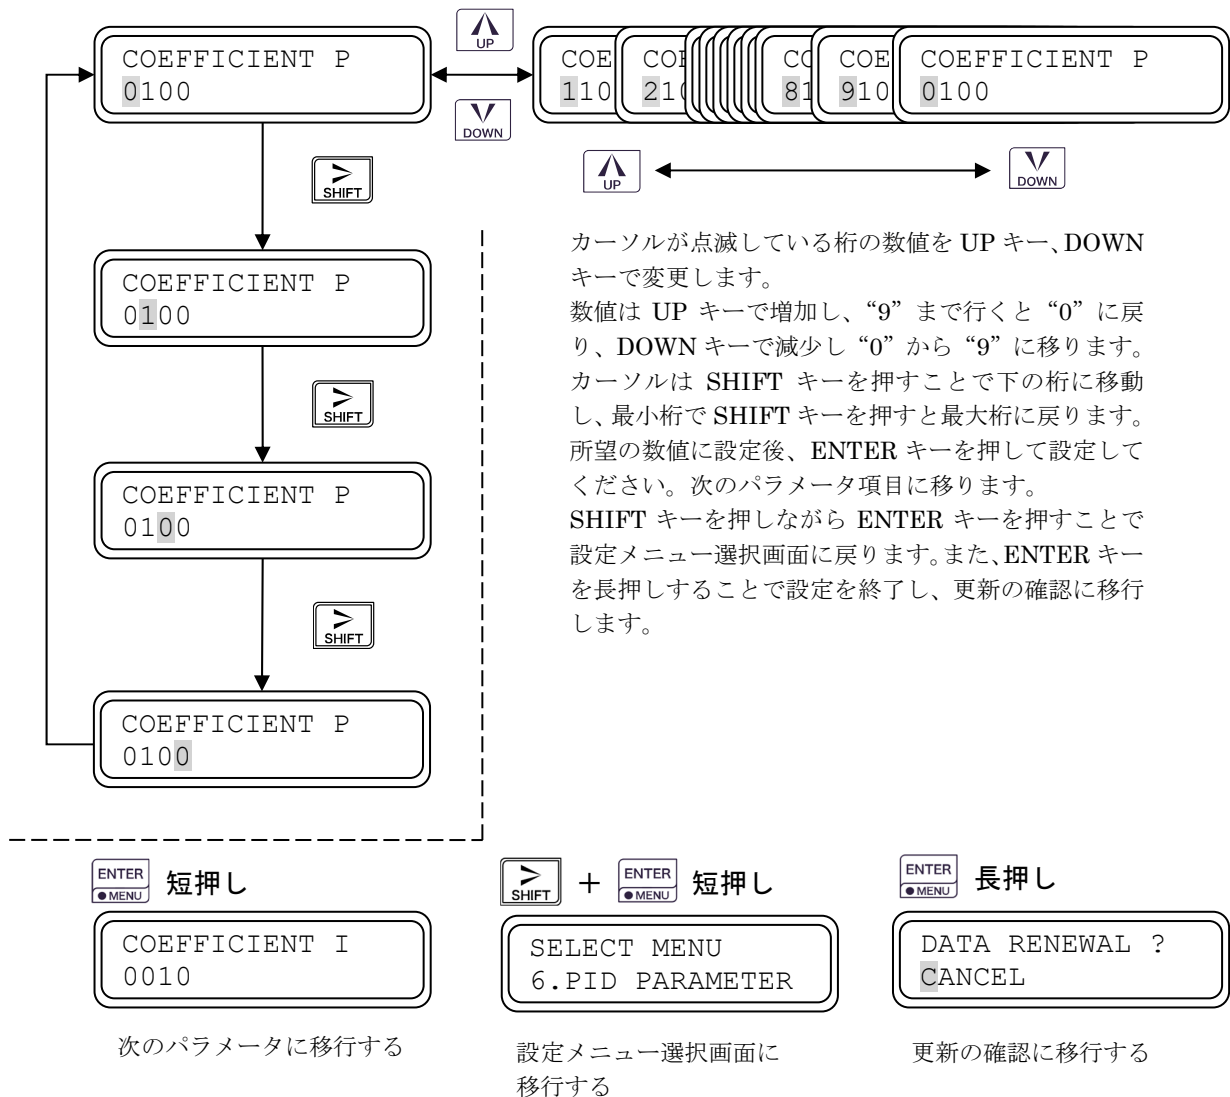 UP
COEFFICIENT P
0100
COE
110
COE
210
CO
81
COE
910
COEFFICIENT P
0100
DOWN
SHIFT
UP
DOWN
カーソルが点滅している桁の数値を UP キー、DOWN
キーで変更します。
数値は UP キーで増加し、“9” まで行くと “0” に戻
り、DOWN キーで減少し “0” から “9” に移ります。
カーソルは SHIFT キーを押すことで下の桁に移動
し、最小桁で SHIFT キーを押すと最大桁に戻ります。
所望の数値に設定後、ENTER キーを押して設定して
ください。次のパラメータ項目に移ります。
SHIFT キーを押しながら ENTER キーを押すことで
設定メニュー選択画面に戻ります。また、ENTER キー
を長押しすることで設定を終了し、更新の確認に移行
します。
COEFFICIENT P
0100
SHIFT
COEFFICIENT P
0100
SHIFT
COEFFICIENT P
0100
ENTER
●MENU
短押し
COEFFICIENT I
0010
次のパラメータに移行する
SHIFT
+
ENTER
●MENU
短押し
SELECT MENU
6.PID PARAMETER
設定メニュー選択画面に
移行する
ENTER
●MENU
長押し
DATA RENEWAL ?
CANCEL
更新の確認に移行する